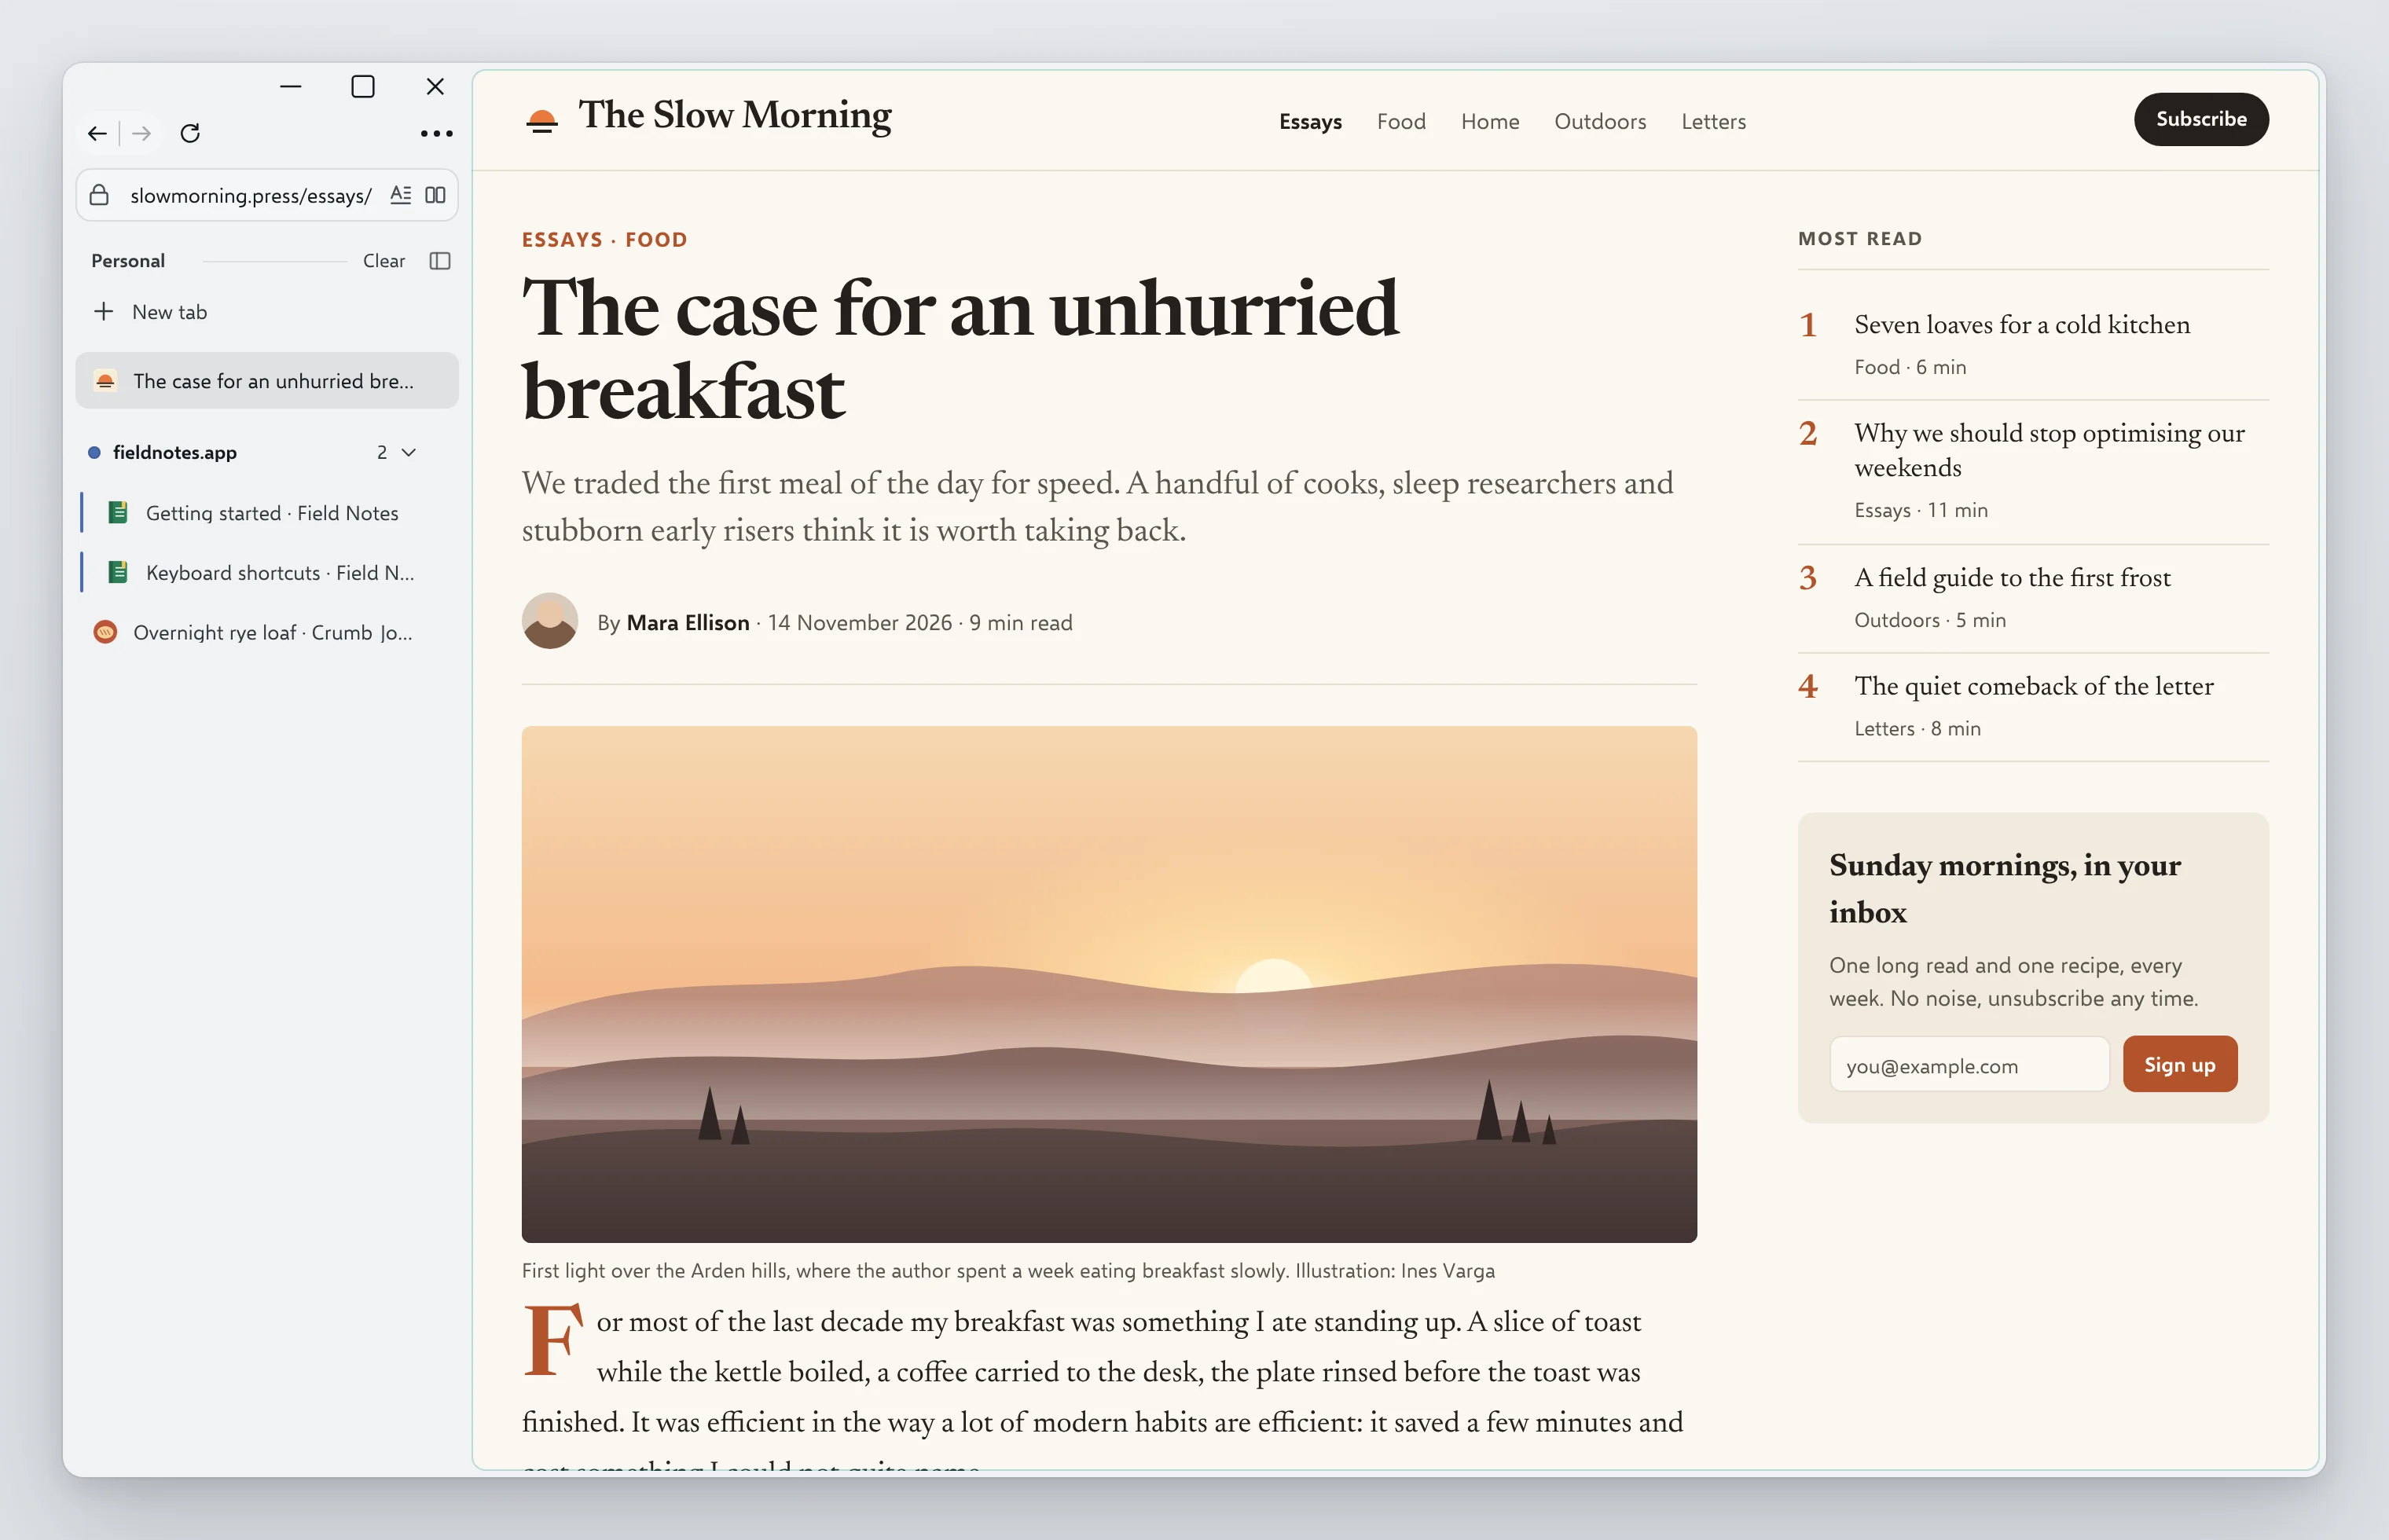 slowmorning.press/essays/
Personal
Clear
New tab
The case for an unhurried bre...
fieldnotes.app
2
Getting started · Field Notes
Keyboard shortcuts · Field N...
Overnight rye loaf · Crumb Jo...
The Slow Morning
Essays
Food
Home
Outdoors
Letters
Subscribe
ESSAYS · FOOD
The case for an unhurried
breakfast
We traded the first meal of the day for speed. A handful of cooks, sleep researchers and
stubborn early risers think it is worth taking back.
By Mara Ellison · 14 November 2026 · 9 min read
First light over the Arden hills, where the author spent a week eating breakfast slowly. Illustration: Ines Varga
For most of the last decade my breakfast was something I ate standing up. A slice of toast
while the kettle boiled, a coffee carried to the desk, the plate rinsed before the toast was
finished. It was efficient in the way a lot of modern habits are efficient: it saved a few minutes and
cost something I could not quite name.
MOST READ
1
Seven loaves for a cold kitchen
Food · 6 min
2
Why we should stop optimising our
weekends
Essays · 11 min
3
A field guide to the first frost
Outdoors · 5 min
4
The quiet comeback of the letter
Letters · 8 min
Sunday mornings, in your
inbox
One long read and one recipe, every
week. No noise, unsubscribe any time.
you@example.com
Sign up